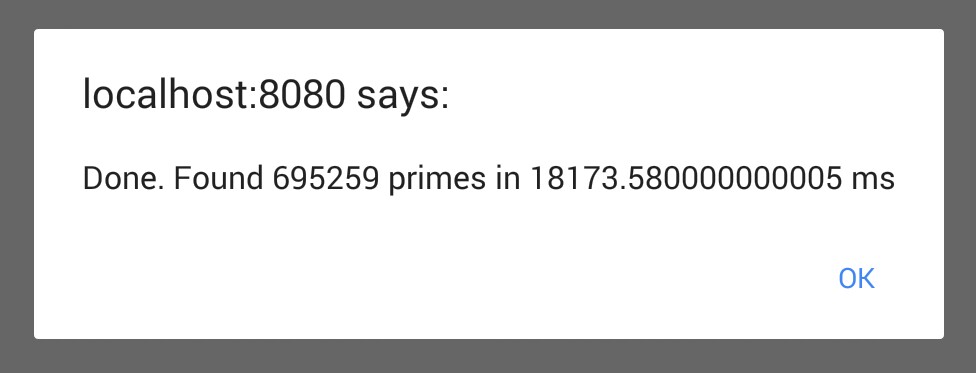 localhost:8080 says:
Done. Found 695259 primes in 18173.580000000005 ms
OK